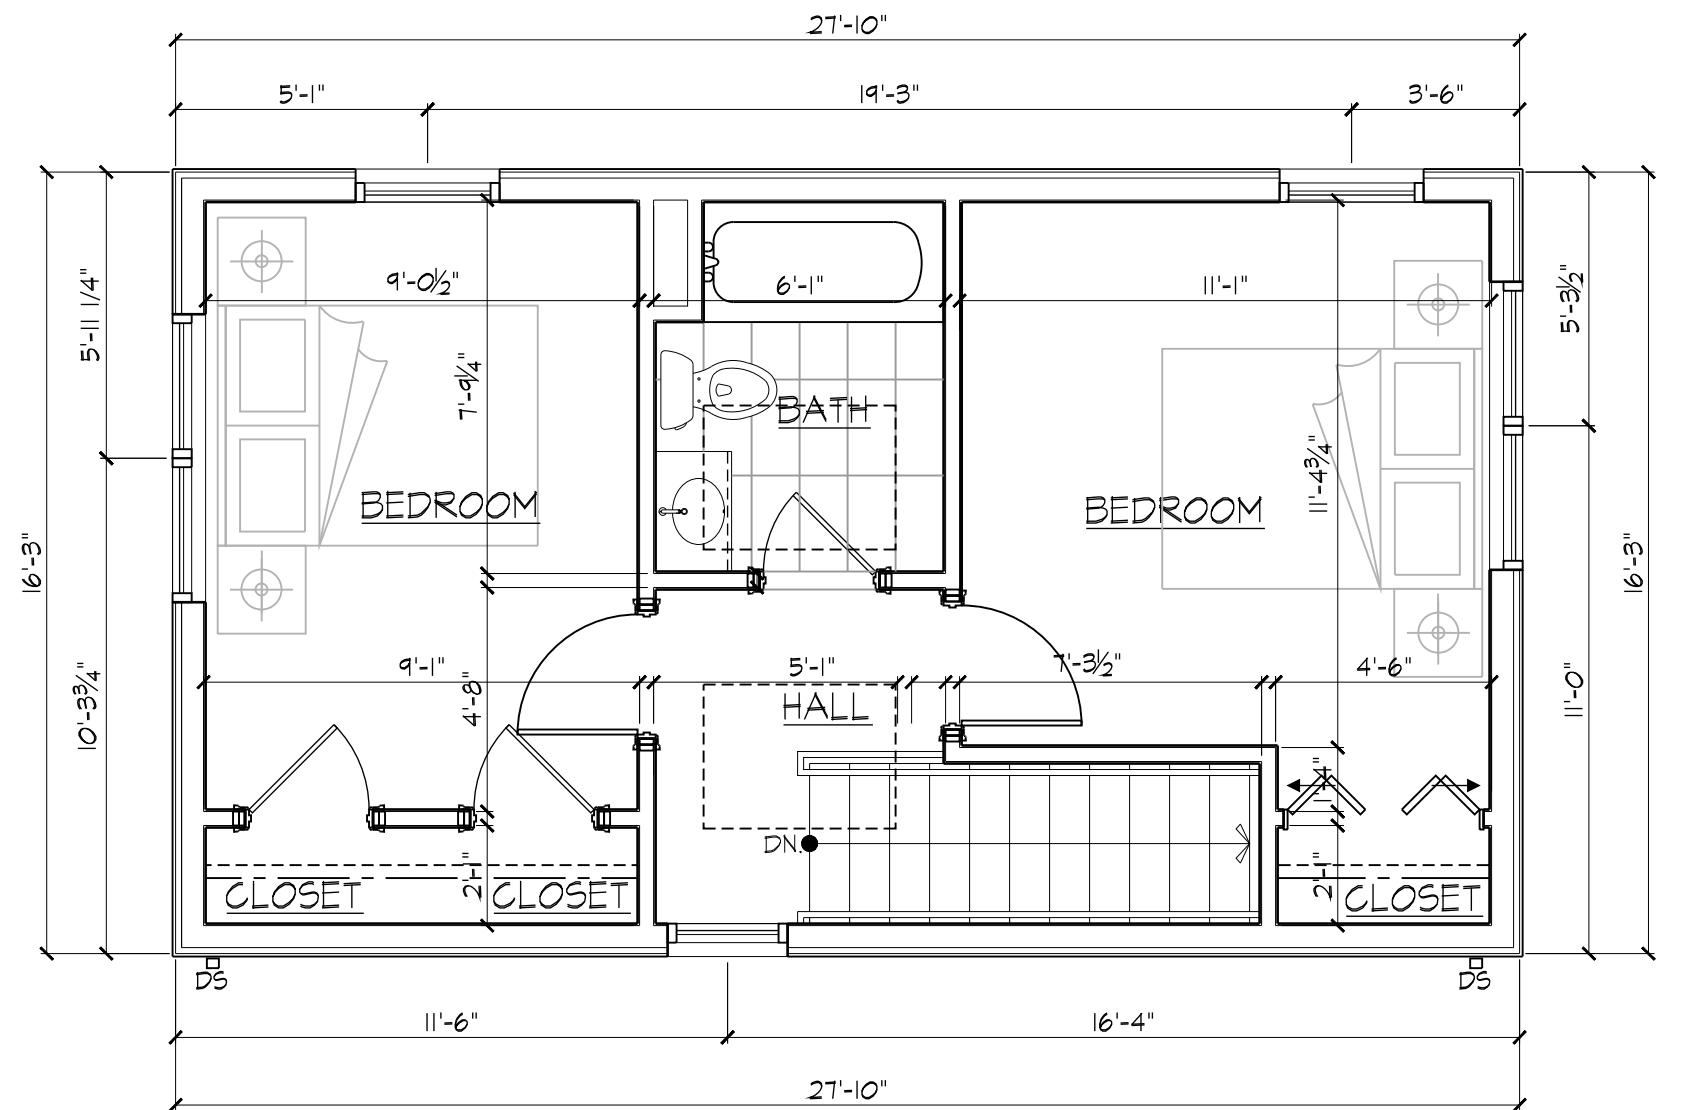 27'-10"
5'-1"
19'-3"
3'-6"
5'-11 1/4"
9'-0½"
6'-1"
11'-1"
5'-3½"
7'-9¼"
BATH
11'-4¾"
BEDROOM
BEDROOM
16'-3"
16'-3"
9'-1"
5'-1"
7'-3½"
4'-6"
10'-3¾"
4'-8"
HALL
11'-0"
DN.
2'-1"
2'-1"
CLOSET
CLOSET
CLOSET
DS
DS
11'-6"
16'-4"
27'-10"